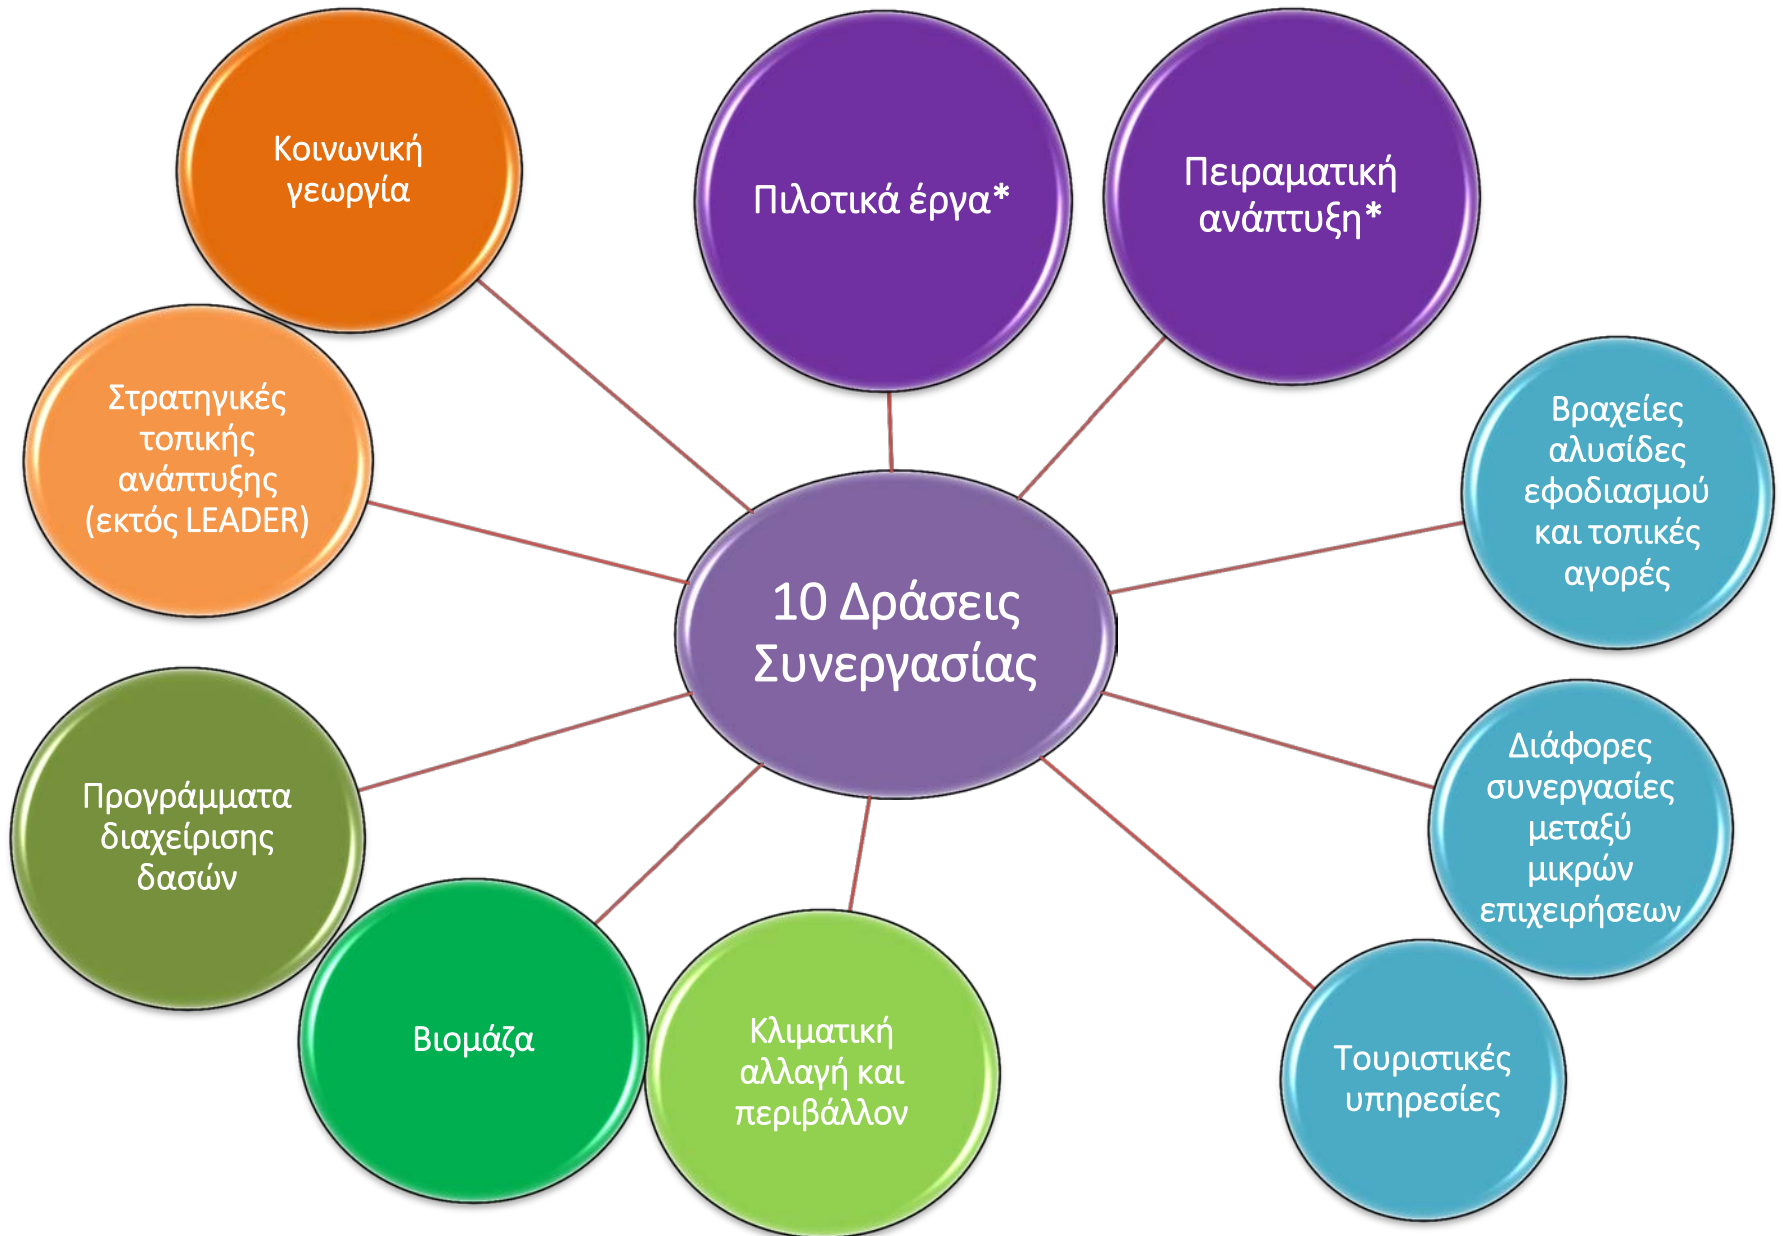 Κοινωνική
γεωργία
Πιλοτικά έργα*
Πειραματική
ανάπτυξη*
Στρατηγικές
τοπικής
ανάπτυξης
(εκτός LEADER)
Βραχείες
αλυσίδες
εφοδιασμού
και τοπικές
αγορές
10 Δράσεις
Συνεργασίας
Προγράμματα
διαχείρισης
δασών
Διάφορες
συνεργασίες
μεταξύ
μικρών
επιχειρήσεων
Βιομάζα
Κλιματική
αλλαγή και
περιβάλλον
Τουριστικές
υπηρεσίες